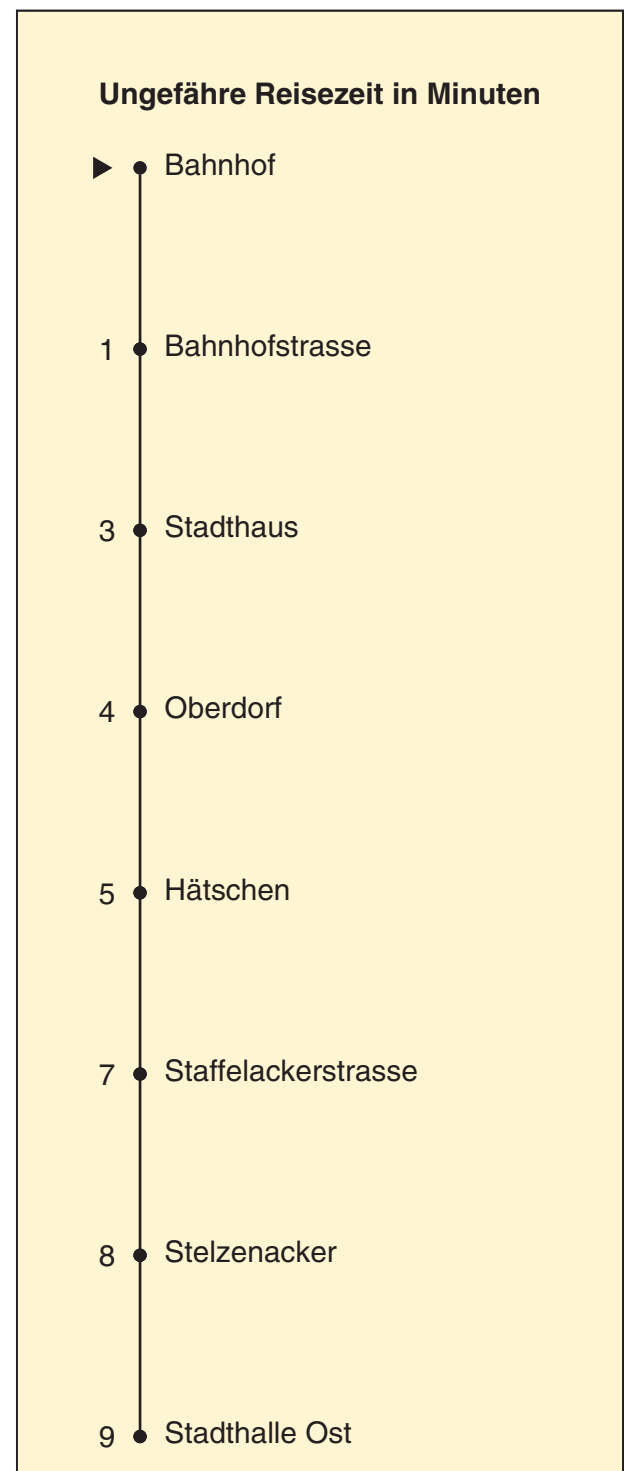 Ungefähre Reisezeit in Minuten
Bahnhof
1 Bahnhofstrasse
3 Stadthaus
4 Oberdorf
5 Hätschen
7 Staffelackerstrasse
8 Stelzenacker
9 Stadthalle Ost